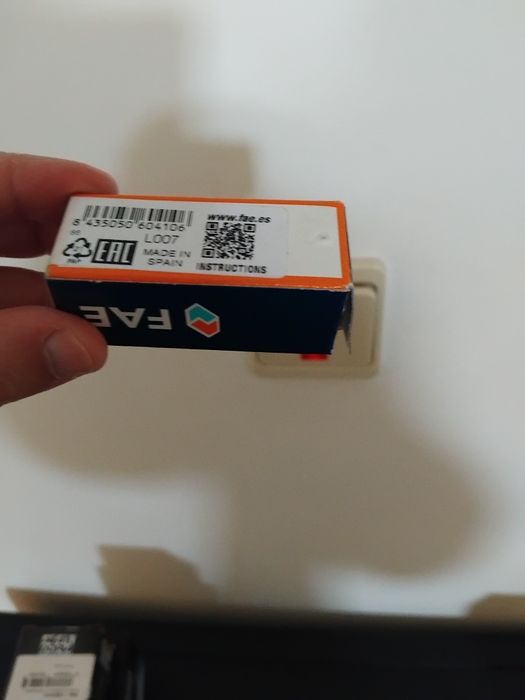 8 435050 604106
www.fae.es
L007
EAC
MADE IN
SPAIN
INSTRUCTIONS
FAE